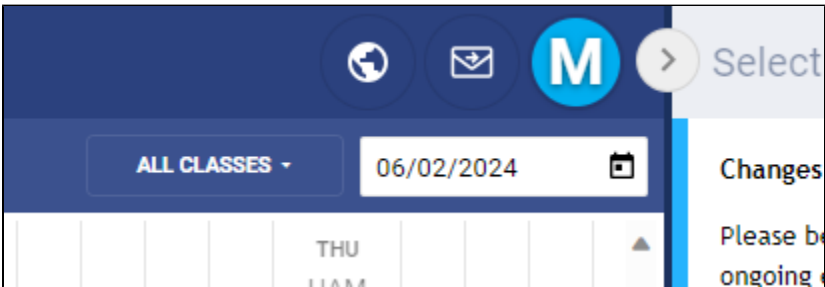 M
Select
ALL CLASSES
06/02/2024
Changes
THU
Please be
ongoing